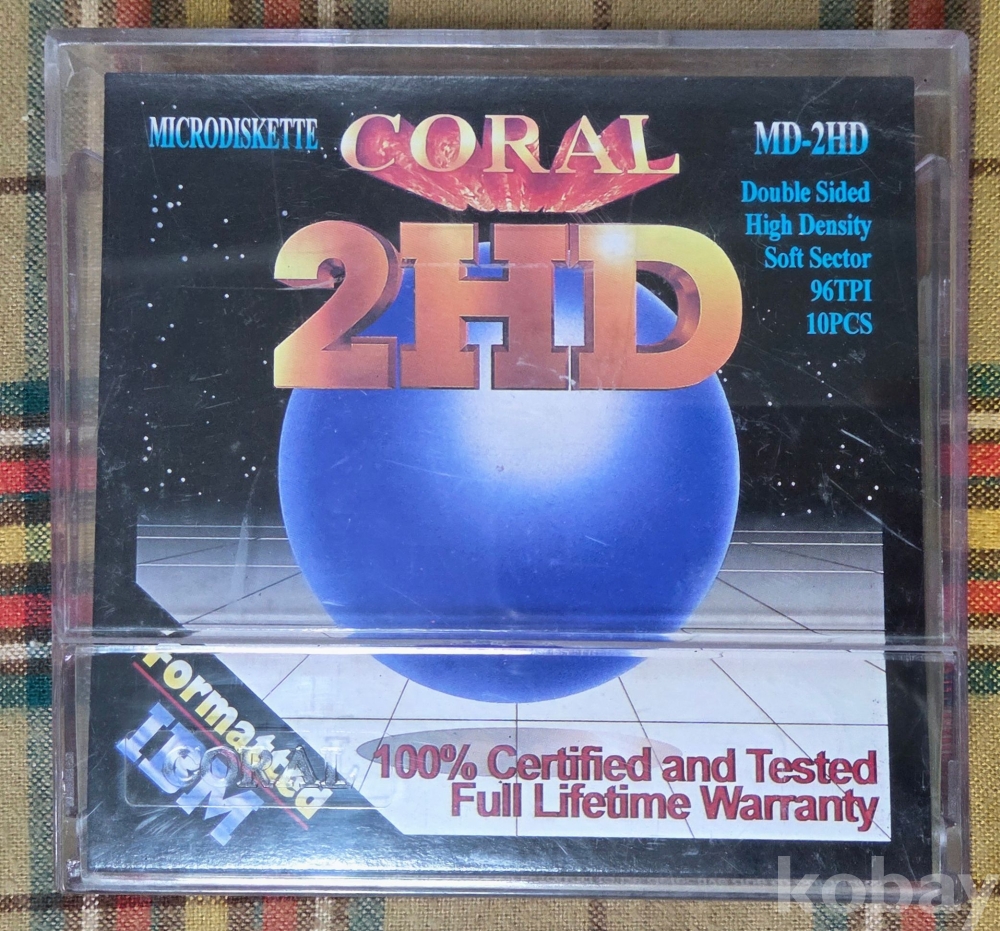 MICRODISKETTE
CORAL
MD-2HD
Double Sided
High Density
Soft Sector
96TPI
10PCS
2HD
Formatted
IBM
CORAL
100% Certified and Tested
Full Lifetime Warranty
kobay